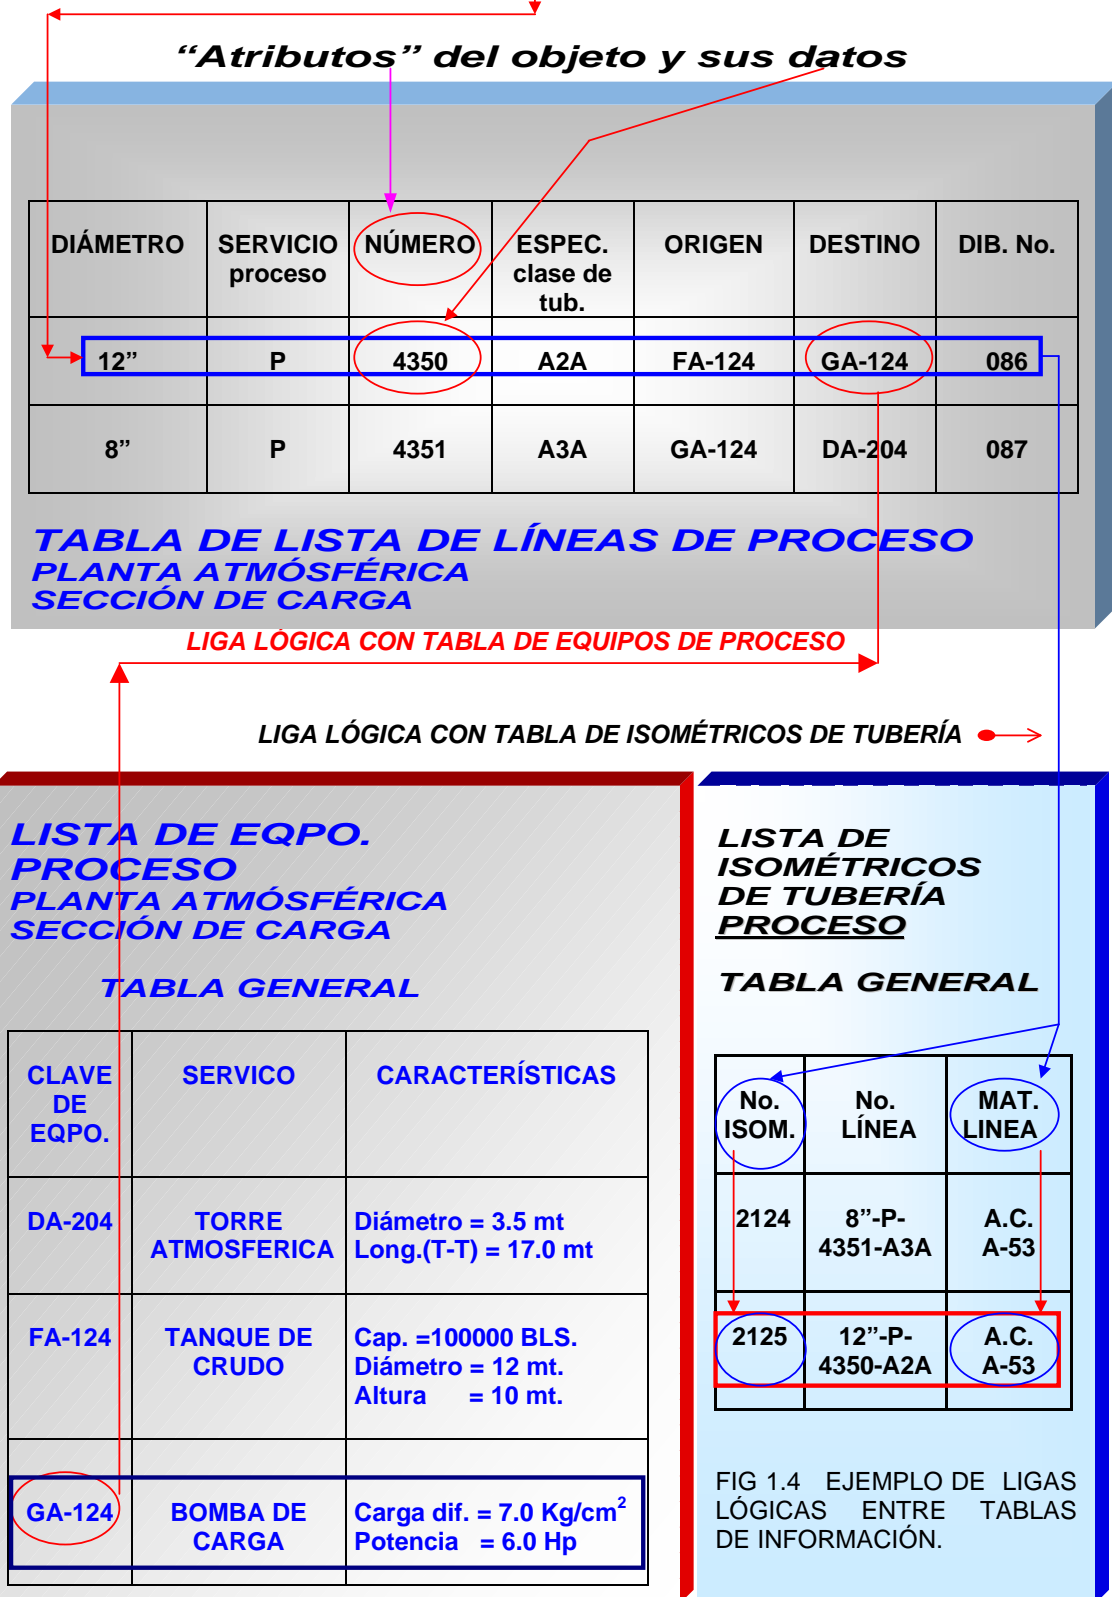 “Atributos” del objeto y sus datos
DIÁMETRO SERVICIO NÚMERO ESPEC. ORIGEN DESTINO DIB. No.
proceso clase de
tub.
12” P 4350 A2A FA-124 GA-124 086
8” P 4351 A3A GA-124 DA-204 087
TABLA DE LISTA DE LÍNEAS DE PROCESO
PLANTA ATMÓSFÉRICA
SECCIÓN DE CARGA
LIGA LÓGICA CON TABLA DE EQUIPOS DE PROCESO
LIGA LÓGICA CON TABLA DE ISOMÉTRICOS DE TUBERÍA
LISTA DE EQPO.
PROCESO
PLANTA ATMÓSFÉRICA
SECCIÓN DE CARGA
TABLA GENERAL
CLAVE SERVICO CARACTERÍSTICAS
DE
EQPO.
DA-204 TORRE Diámetro = 3.5 mt
ATMOSFERICA Long.(T-T) = 17.0 mt
FA-124 TANQUE DE Cap. =100000 BLS.
CRUDO Diámetro = 12 mt.
Altura = 10 mt.
GA-124 BOMBA DE Carga dif. = 7.0 Kg/cm²
CARGA Potencia = 6.0 Hp
LISTA DE
ISOMÉTRICOS
DE TUBERÍA
PROCESO
TABLA GENERAL
No. No. MAT.
ISOM. LÍNEA LINEA
2124 8”-P- A.C.
4351-A3A A-53
2125 12”-P- A.C.
4350-A2A A-53
FIG 1.4 EJEMPLO DE LIGAS
LÓGICAS ENTRE TABLAS
DE INFORMACIÓN.